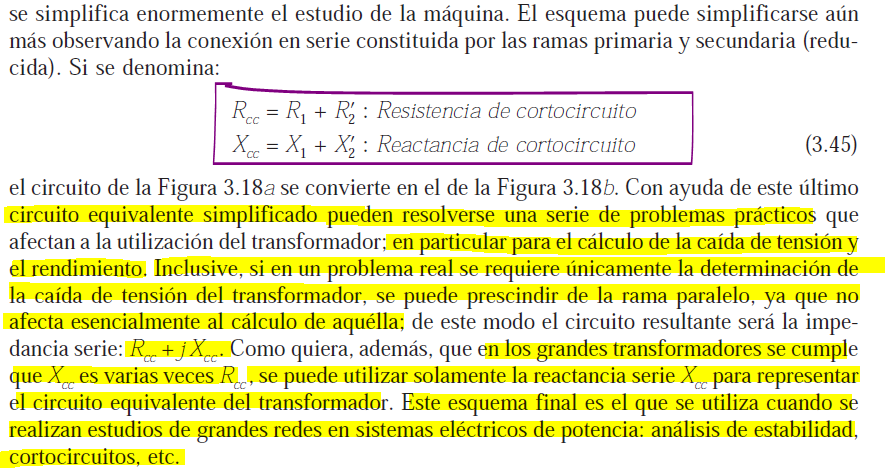 se simplifica enormemente el estudio de la máquina. El esquema puede simplificarse aún
más observando la conexión en serie constituida por las ramas primaria y secundaria (redu-
cida). Si se denomina:
R_cc = R_1 + R′_2 : Resistencia de cortocircuito
X_cc = X_1 + X′_2 : Reactancia de cortocircuito (3.45)
el circuito de la Figura 3.18a se convierte en el de la Figura 3.18b. Con ayuda de este último
circuito equivalente simplificado pueden resolverse una serie de problemas prácticos que
afectan a la utilización del transformador; en particular para el cálculo de la caída de tensión y
el rendimiento. Inclusive, si en un problema real se requiere únicamente la determinación de
la caída de tensión del transformador, se puede prescindir de la rama paralelo, ya que no
afecta esencialmente al cálculo de aquélla; de este modo el circuito resultante será la impe-
dancia serie: R_cc + j X_cc. Como quiera, además, que en los grandes transformadores se cumple
que X_cc es varias veces R_cc, se puede utilizar solamente la reactancia serie X_cc para representar
el circuito equivalente del transformador. Este esquema final es el que se utiliza cuando se
realizan estudios de grandes redes en sistemas eléctricos de potencia: análisis de estabilidad,
cortocircuitos, etc.